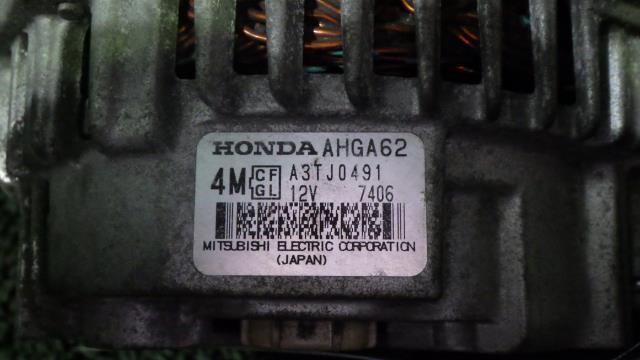 HONDA AHGA62
4M CF GL A3TJ0491
12V 7406
MITSUBISHI ELECTRIC CORPORATION
(JAPAN)